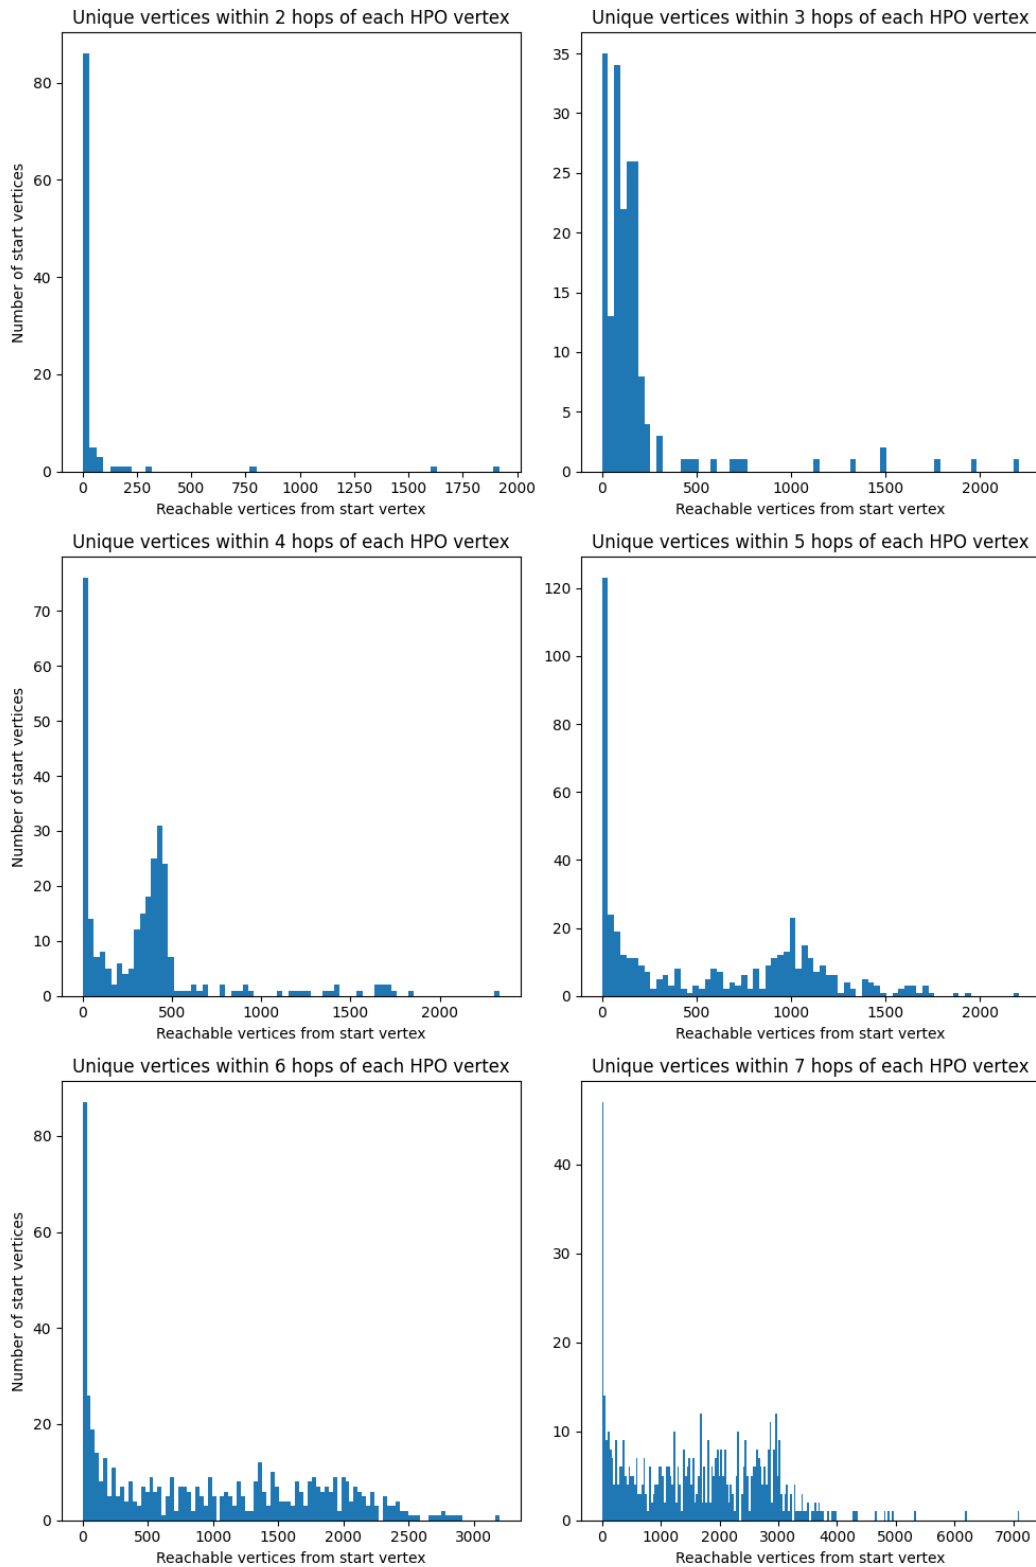 Unique vertices within 2 hops of each HPO vertex
Number of start vertices
80
60
40
20
0
0 250 500 750 1000 1250 1500 1750 2000
Reachable vertices from start vertex
Unique vertices within 3 hops of each HPO vertex
35
30
25
20
15
10
5
0
0 500 1000 1500 2000
Reachable vertices from start vertex
Unique vertices within 4 hops of each HPO vertex
Number of start vertices
70
60
50
40
30
20
10
0
0 500 1000 1500 2000
Reachable vertices from start vertex
Unique vertices within 5 hops of each HPO vertex
120
100
80
60
40
20
0
0 500 1000 1500 2000
Reachable vertices from start vertex
Unique vertices within 6 hops of each HPO vertex
Number of start vertices
80
60
40
20
0
0 500 1000 1500 2000 2500 3000
Reachable vertices from start vertex
Unique vertices within 7 hops of each HPO vertex
40
30
20
10
0
0 1000 2000 3000 4000 5000 6000 7000
Reachable vertices from start vertex